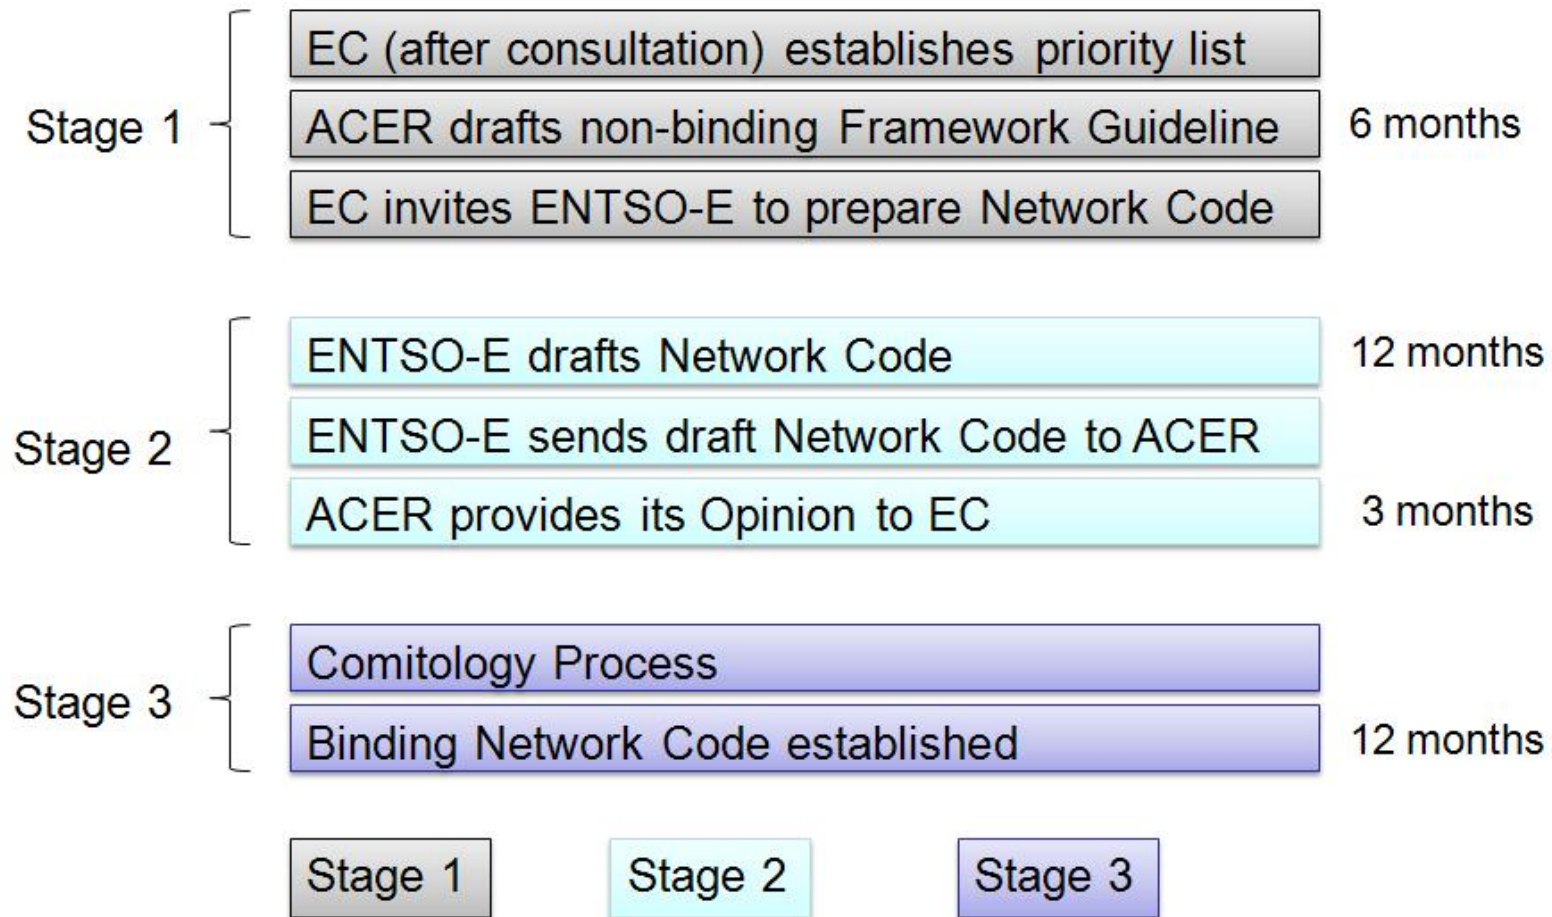 EC (after consultation) establishes priority list
Stage 1
ACER drafts non-binding Framework Guideline
6 months
EC invites ENTSO-E to prepare Network Code
ENTSO-E drafts Network Code
12 months
Stage 2
ENTSO-E sends draft Network Code to ACER
ACER provides its Opinion to EC
3 months
Comitology Process
Stage 3
Binding Network Code established
12 months
Stage 1
Stage 2
Stage 3